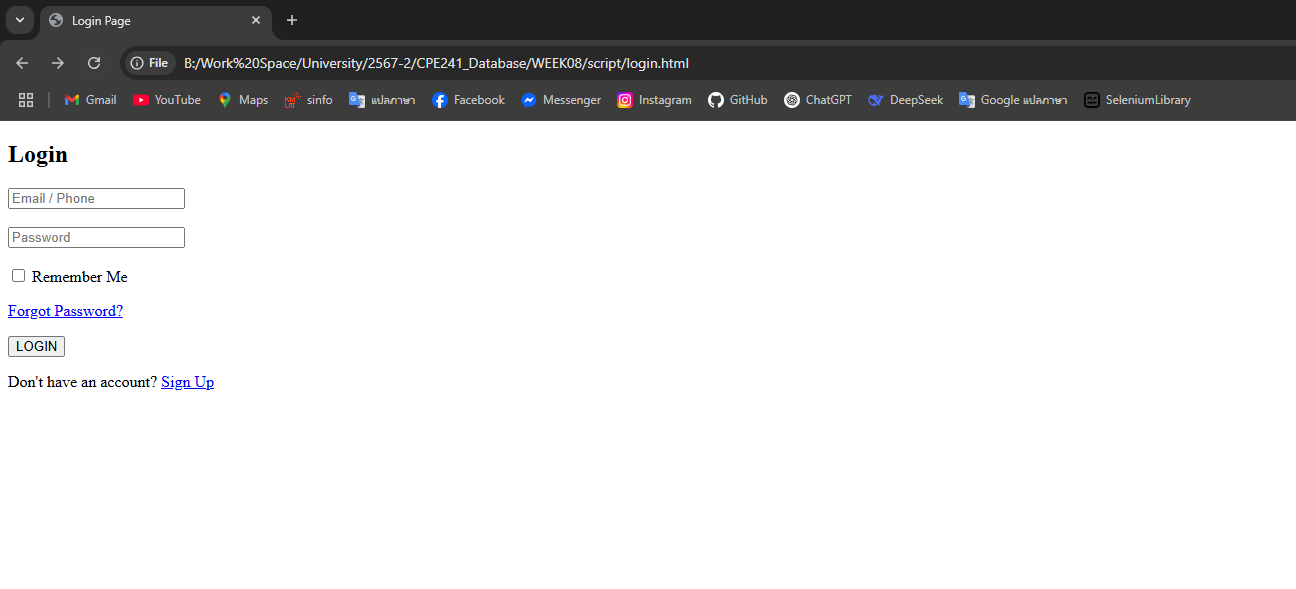 Login Page
File B:/Work%20Space/University/2567-2/CPE241_Database/WEEK08/script/login.html
Gmail YouTube Maps sinfo แปลภาษา Facebook Messenger Instagram GitHub ChatGPT DeepSeek Google แปลภาษา SeleniumLibrary
Login
Email / Phone
Password
Remember Me
Forgot Password?
LOGIN
Don't have an account? Sign Up